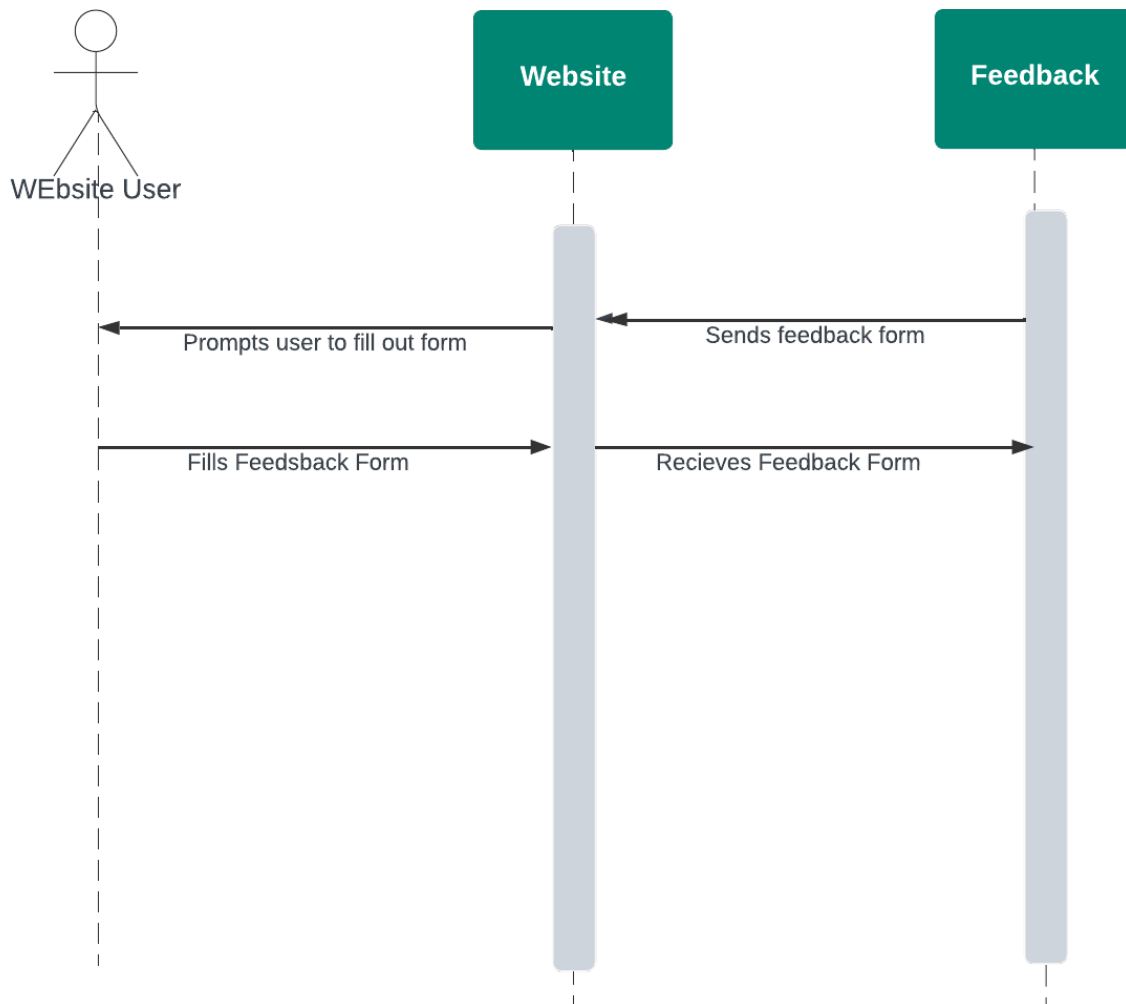 Website
Feedback
WEbsite User
Sends feedback form
Prompts user to fill out form
Fills Feedsback Form
Recieves Feedback Form